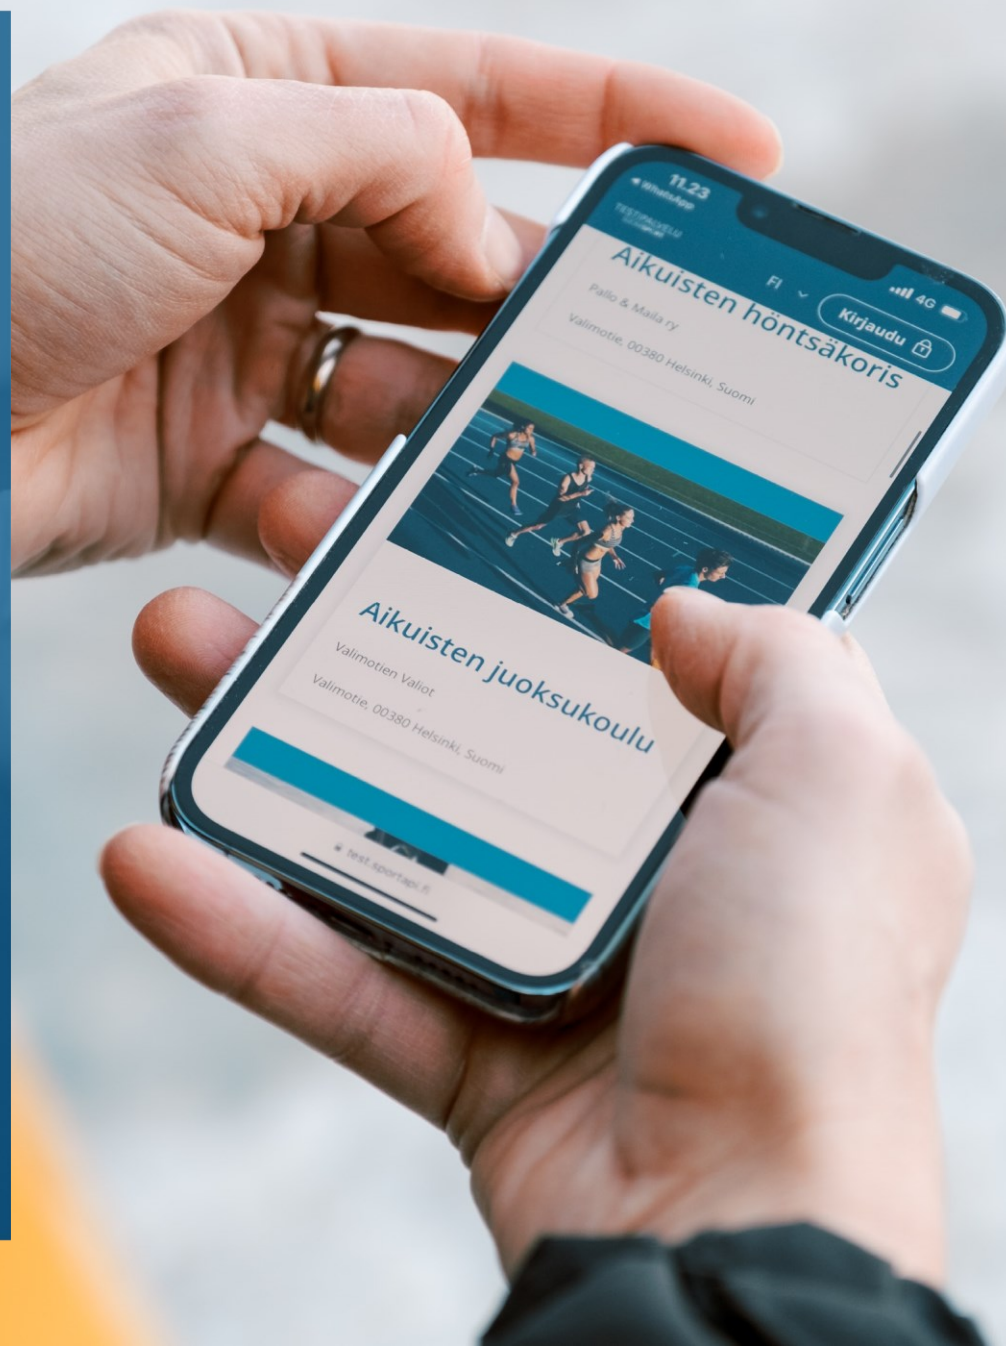 11.23
WhatsApp
4G
TESTIPALVELU
FI
Kirjaudu
Aikuisten höntsäkoris
Pallo & Maila ry
Valimotie, 00380 Helsinki, Suomi
Aikuisten juoksukoulu
Valimotien Valiot
Valimotie, 00380 Helsinki, Suomi
test.sportapi.fi